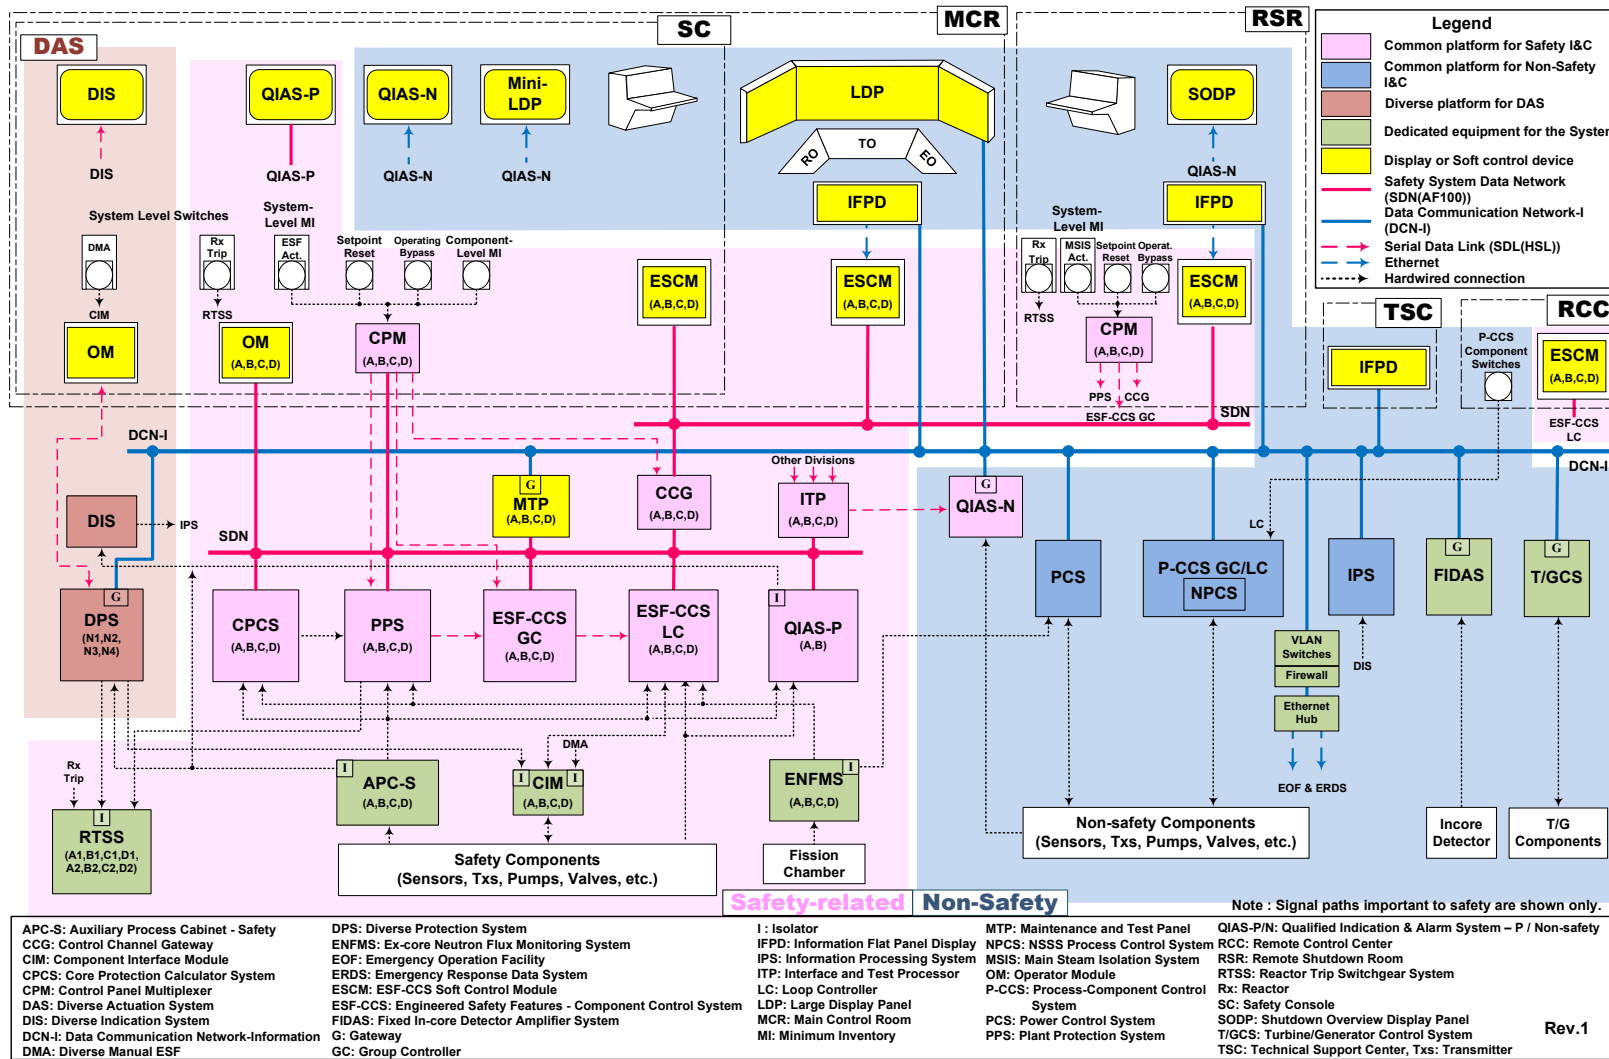 SC
MCR
RSR
DAS
DIS
QIAS-P
QIAS-N
Mini-
LDP
LDP
SODP
RO
TO
EO
DIS
QIAS-P
QIAS-N
QIAS-N
QIAS-N
IFPD
IFPD
System Level Switches
System-
Level MI
DMA
Rx
Trip
ESF
Act.
Setpoint
Reset
Operating
Bypass
Component-
Level MI
System-
Level MI
Rx
Trip
MSIS
Act.
Setpoint
Reset
Operat.
Bypass
CIM
RTSS
OM
OM
(A,B,C,D)
CPM
(A,B,C,D)
ESCM
(A,B,C,D)
ESCM
(A,B,C,D)
ESCM
(A,B,C,D)
RTSS
CPM
(A,B,C,D)
PPS
CCG
ESF-CCS GC
SDN
TSC
IFPD
RCC
P-CCS
Component
Switches
ESCM
(A,B,C,D)
ESF-CCS
LC
DCN-I
DCN-I
Legend
Common platform for Safety I&C
Common platform for Non-Safety
I&C
Diverse platform for DAS
Dedicated equipment for the System
Display or Soft control device
Safety System Data Network
(SDN(AF100))
Data Communication Network-I
(DCN-I)
Serial Data Link (SDL(HSL))
Ethernet
Hardwired connection
DIS
IPS
SDN
G
MTP
(A,B,C,D)
CCG
(A,B,C,D)
Other Divisions
ITP
(A,B,C,D)
G
QIAS-N
LC
G
DPS
(N1,N2,
N3,N4)
CPCS
(A,B,C,D)
PPS
(A,B,C,D)
ESF-CCS
GC
(A,B,C,D)
ESF-CCS
LC
(A,B,C,D)
I
QIAS-P
(A,B)
PCS
P-CCS GC/LC
NPCS
IPS
DIS
G
FIDAS
G
T/GCS
VLAN
Switches
Firewall
Ethernet
Hub
EOF & ERDS
Rx
Trip
I
RTSS
(A1,B1,C1,D1,
A2,B2,C2,D2)
I
APC-S
(A,B,C,D)
DMA
I
I
CIM
(A,B,C,D)
I
ENFMS
(A,B,C,D)
Safety Components
(Sensors, Txs, Pumps, Valves, etc.)
Fission
Chamber
Non-safety Components
(Sensors, Txs, Pumps, Valves, etc.)
Incore
Detector
T/G
Components
Safety-related
Non-Safety
Note : Signal paths important to safety are shown only.
APC-S: Auxiliary Process Cabinet - Safety
CCG: Control Channel Gateway
CIM: Component Interface Module
CPCS: Core Protection Calculator System
CPM: Control Panel Multiplexer
DAS: Diverse Actuation System
DIS: Diverse Indication System
DCN-I: Data Communication Network-Information
DMA: Diverse Manual ESF
DPS: Diverse Protection System
ENFMS: Ex-core Neutron Flux Monitoring System
EOF: Emergency Operation Facility
ERDS: Emergency Response Data System
ESCM: ESF-CCS Soft Control Module
ESF-CCS: Engineered Safety Features - Component Control System
FIDAS: Fixed In-core Detector Amplifier System
G: Gateway
GC: Group Controller
I : Isolator
IFPD: Information Flat Panel Display
IPS: Information Processing System
ITP: Interface and Test Processor
LC: Loop Controller
LDP: Large Display Panel
MCR: Main Control Room
MI: Minimum Inventory
MTP: Maintenance and Test Panel
NPCS: NSSS Process Control System
MSIS: Main Steam Isolation System
OM: Operator Module
P-CCS: Process-Component Control
System
PCS: Power Control System
PPS: Plant Protection System
QIAS-P/N: Qualified Indication & Alarm System – P / Non-safety
RCC: Remote Control Center
RSR: Remote Shutdown Room
RTSS: Reactor Trip Switchgear System
Rx: Reactor
SC: Safety Console
SODP: Shutdown Overview Display Panel
T/GCS: Turbine/Generator Control System
TSC: Technical Support Center, Txs: Transmitter
Rev.1